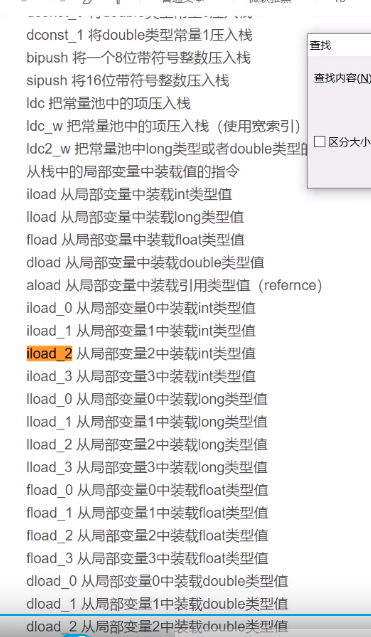 dconst_1 将double类型常量1压入栈
bipush 将一个8位带符号整数压入栈
sipush 将16位带符号整数压入栈
ldc 把常量池中的项压入栈
ldc_w 把常量池中的项压入栈（使用宽索引）
ldc2_w 把常量池中long类型或者double类型的
从栈中的局部变量中装载值的指令
iload 从局部变量中装载int类型值
lload 从局部变量中装载long类型值
fload 从局部变量中装载float类型值
dload 从局部变量中装载double类型值
aload 从局部变量中装载引用类型值（refernce）
iload_0 从局部变量0中装载int类型值
iload_1 从局部变量1中装载int类型值
iload_2 从局部变量2中装载int类型值
iload_3 从局部变量3中装载int类型值
lload_0 从局部变量0中装载long类型值
lload_1 从局部变量1中装载long类型值
lload_2 从局部变量2中装载long类型值
lload_3 从局部变量3中装载long类型值
fload_0 从局部变量0中装载float类型值
fload_1 从局部变量1中装载float类型值
fload_2 从局部变量2中装载float类型值
fload_3 从局部变量3中装载float类型值
dload_0 从局部变量0中装载double类型值
dload_1 从局部变量1中装载double类型值
dload_2 从局部变量2中装载double类型值
查找
查找内容(N)
区分大小